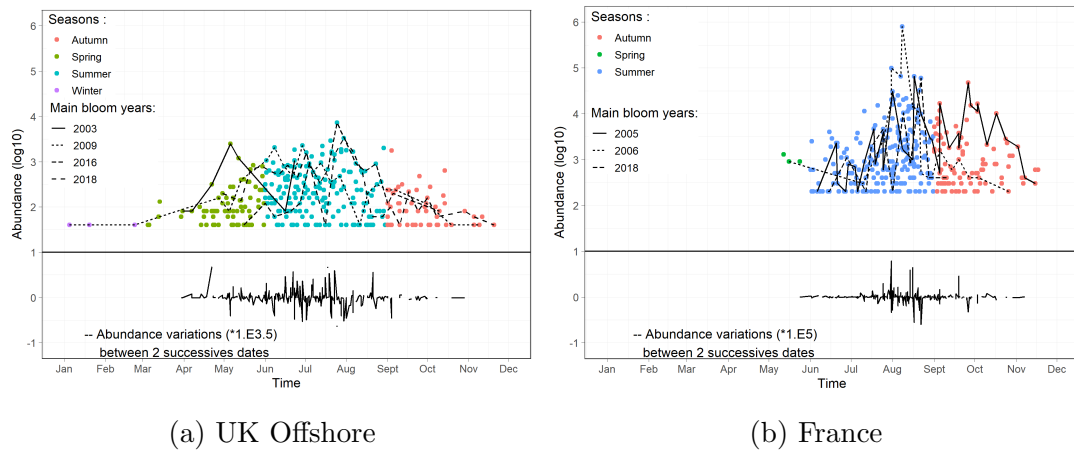 Seasons :
Autumn
Spring
Summer
Winter
Main bloom years:
2003
2009
2016
2018
Abundance (log10)
6
5
4
3
2
1
0
-1
-- Abundance variations (*1.E3.5)
between 2 successives dates
Jan Feb Mar Apr May Jun Jul Aug Sept Oct Nov Dec
Time
(a) UK Offshore
Seasons :
Autumn
Spring
Summer
Main bloom years:
2005
2006
2018
Abundance (log10)
6
5
4
3
2
1
0
-1
-- Abundance variations (*1.E5)
between 2 successives dates
Jan Feb Mar Apr May Jun Jul Aug Sept Oct Nov Dec
Time
(b) France